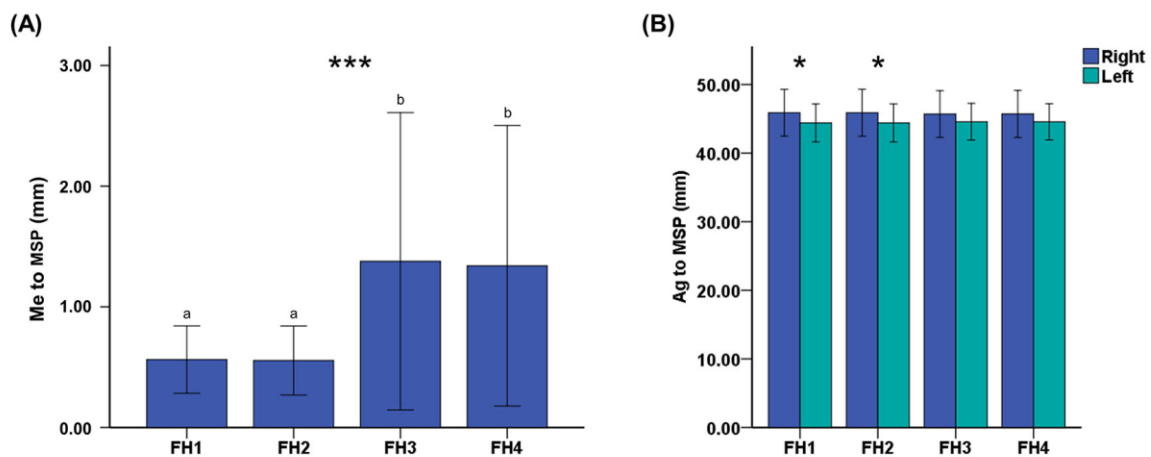 (A)
***
3.00
2.00
1.00
0.00
Me to MSP (mm)
a
a
b
b
FH1 FH2 FH3 FH4
(B)
Right
Left
* *
50.00
40.00
30.00
20.00
10.00
0.00
Ag to MSP (mm)
FH1 FH2 FH3 FH4